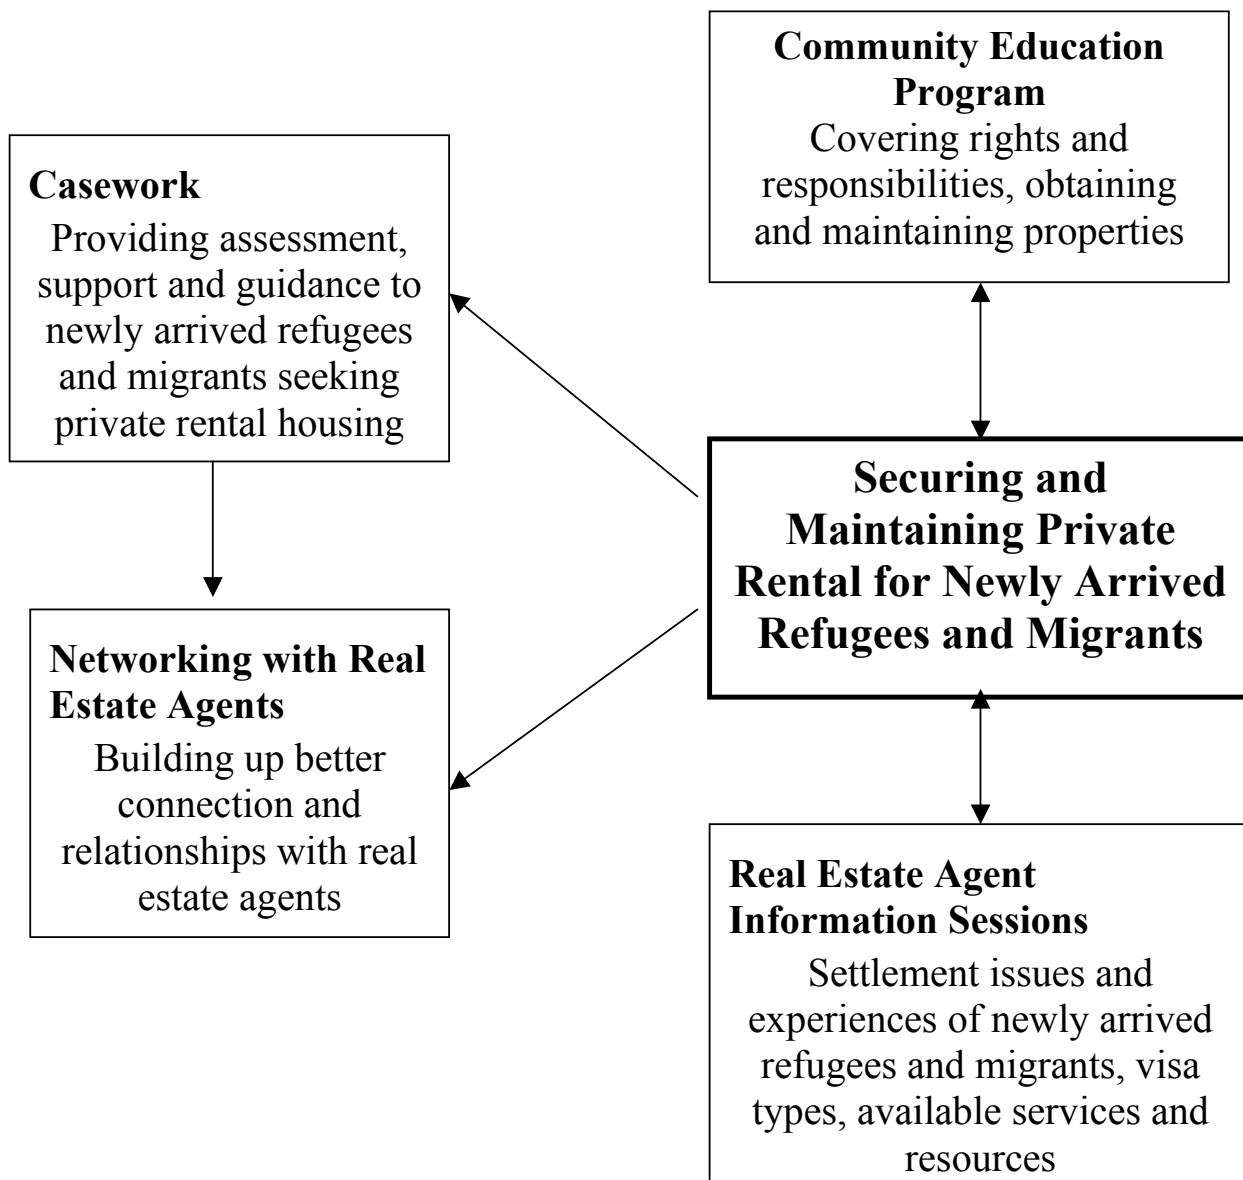 Community Education
Program
Covering rights and
responsibilities, obtaining
and maintaining properties
Casework
Providing assessment,
support and guidance to
newly arrived refugees
and migrants seeking
private rental housing
Securing and
Maintaining Private
Rental for Newly Arrived
Refugees and Migrants
Networking with Real
Estate Agents
Building up better
connection and
relationships with real
estate agents
Real Estate Agent
Information Sessions
Settlement issues and
experiences of newly arrived
refugees and migrants, visa
types, available services and
resources